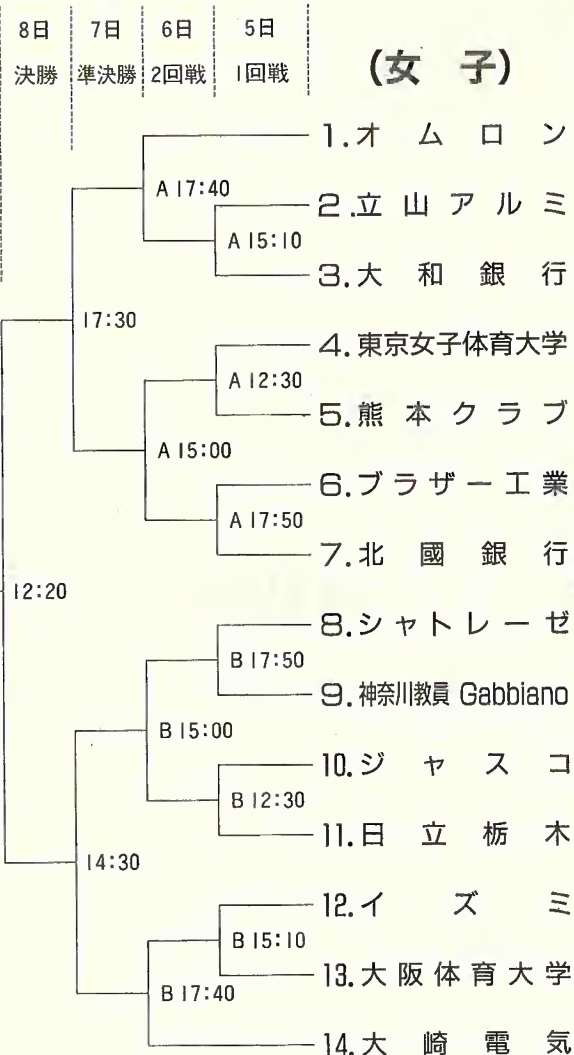 8日 7日 6日 5日
決勝 準決勝 2回戦 1回戦
(女子)
1.オムロン
A 17:40
2.立山アルミ
A 15:10
3.大和銀行
17:30
4.東京女子体育大学
A 12:30
5.熊本クラブ
A 15:00
6.ブラザー工業
A 17:50
7.北國銀行
12:20
8.シャトレーゼ
B 17:50
9.神奈川教員 Gabbiano
B 15:00
10.ジャスコ
B 12:30
11.日立栃木
14:30
12.イズミ
B 15:10
13.大阪体育大学
B 17:40
14.大崎電気